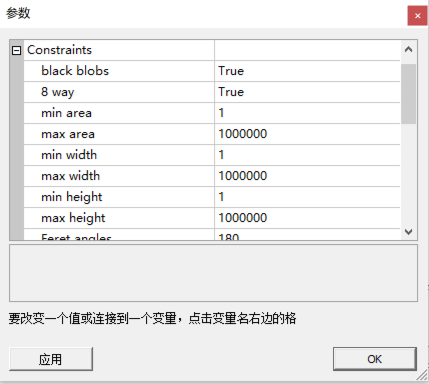 参数
Constraints
black blobs True
8 way True
min area 1
max area 1000000
min width 1
max width 1000000
min height 1
max height 1000000
Feret angles 180
要改变一个值或连接到一个变量，点击变量名右边的格
应用 OK